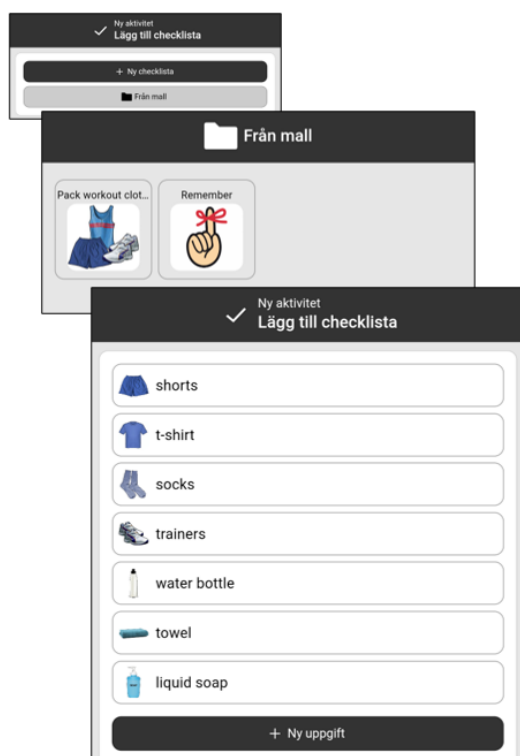 Ny aktivitet
Lägg till checklista
+ Ny checklista
Från mall
Från mall
Pack workout clot...
Remember
Ny aktivitet
Lägg till checklista
shorts
t-shirt
socks
trainers
water bottle
towel
liquid soap
+ Ny uppgift